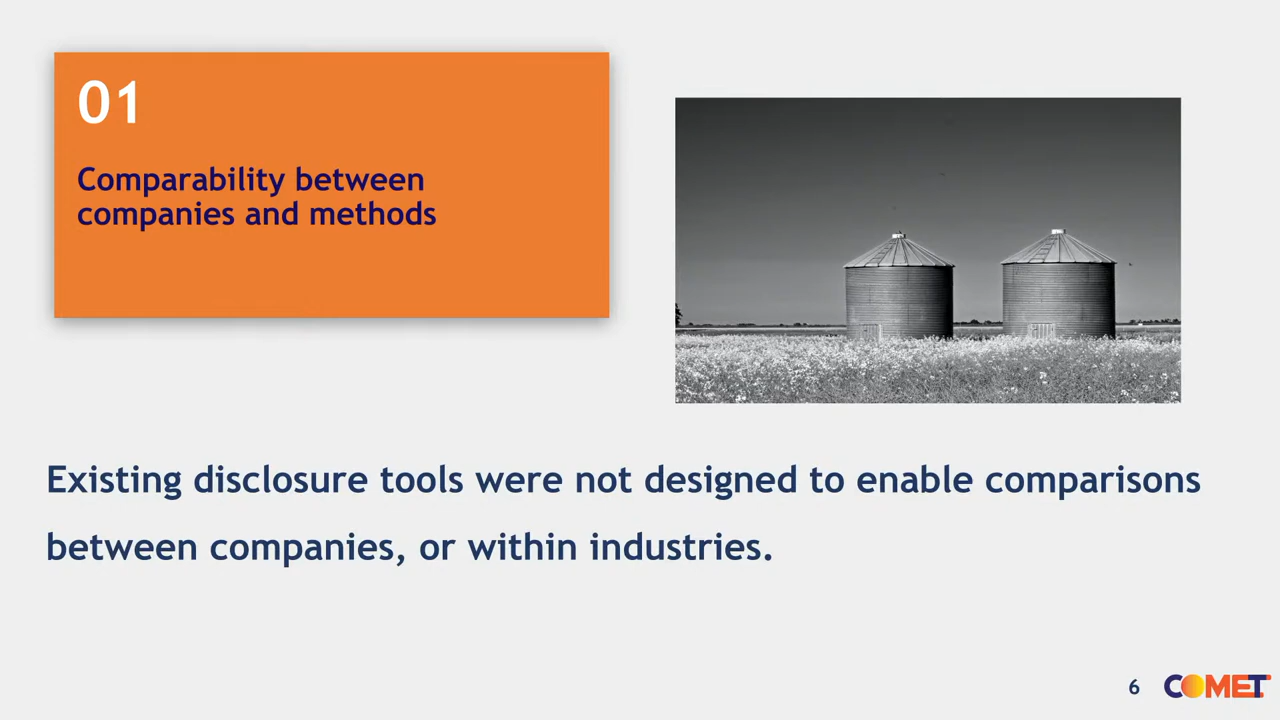 01
Comparability between
companies and methods
Existing disclosure tools were not designed to enable comparisons
between companies, or within industries.
6
COMET